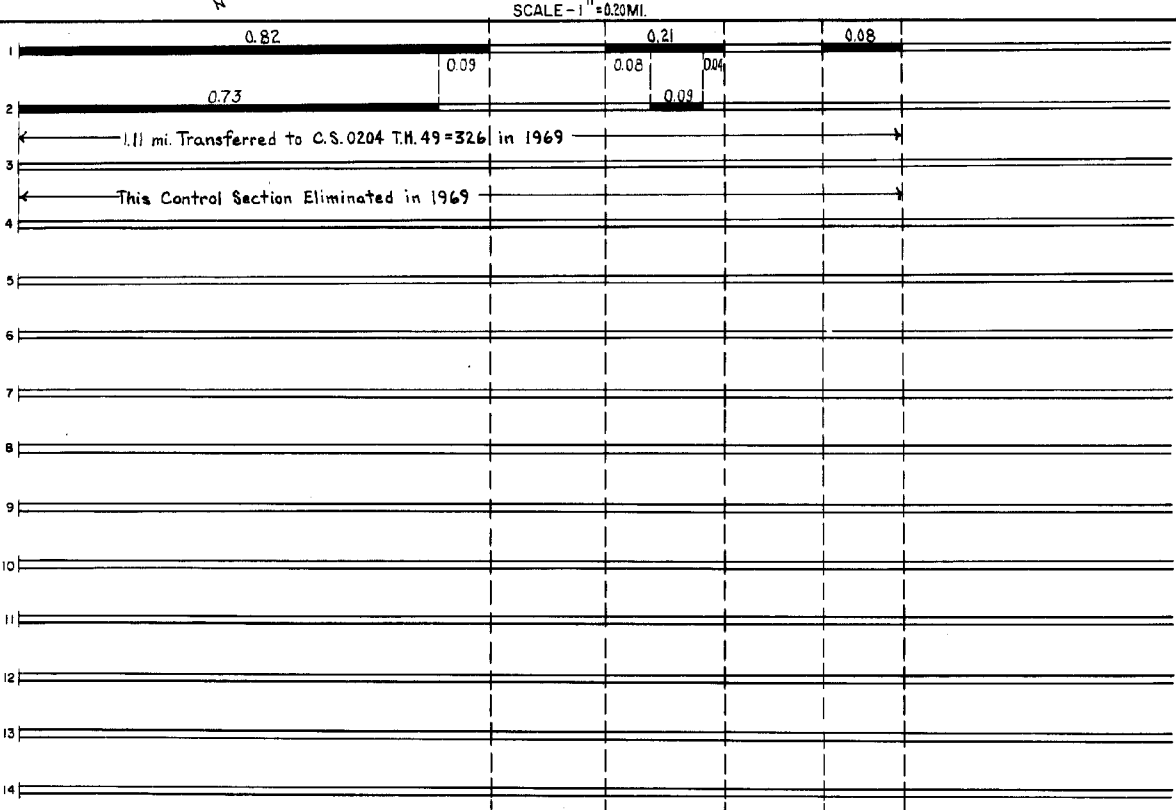 N
SCALE-1"=0.20MI.
0.82 0.21 0.08
1
0.09 0.08 0.04
0.73 0.09
2
1.11 mi. Transferred to C.S. 0204 T.H. 49=326 in 1969
3
This Control Section Eliminated in 1969
4
5
6
7
8
9
10
11
12
13
14